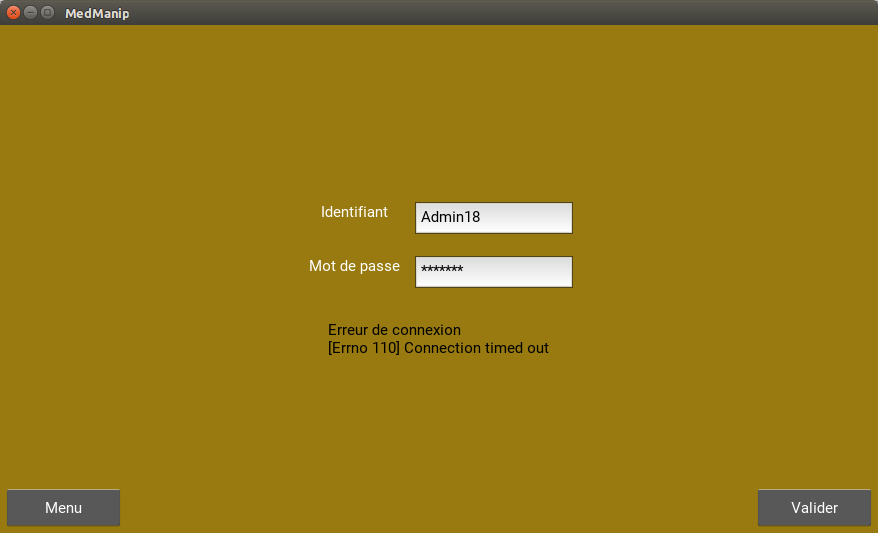 MedManip
Identifiant
Admin18
Mot de passe
*******
Erreur de connexion
[Errno 110] Connection timed out
Menu
Valider